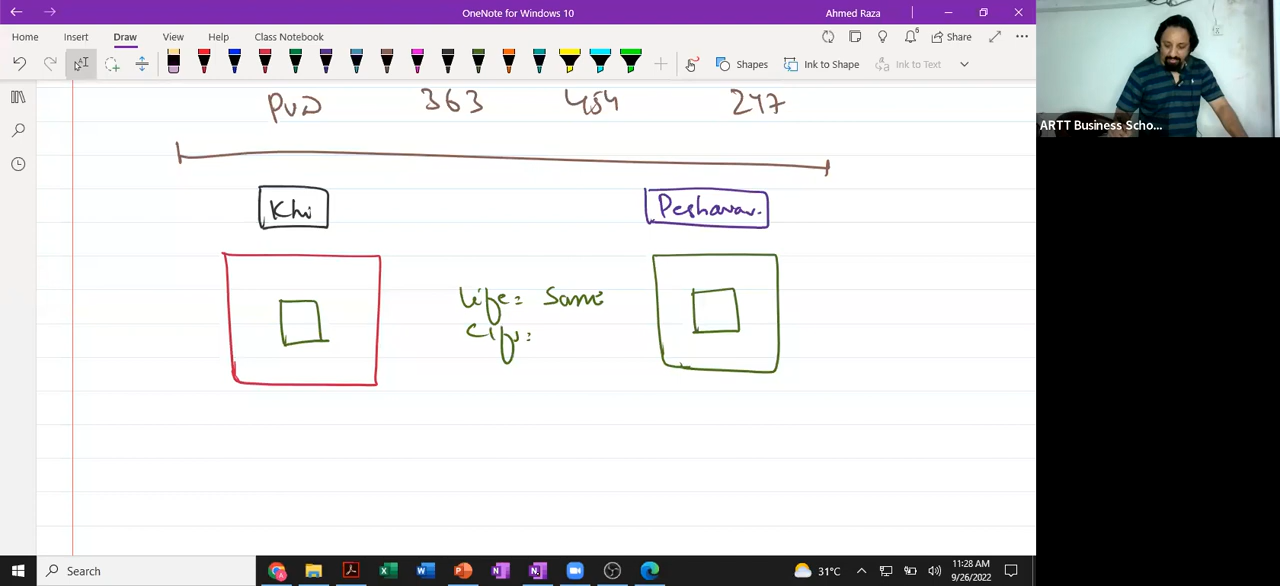 OneNote for Windows 10
Ahmed Raza
Home Insert Draw View Help Class Notebook
6
Share
Shapes Ink to Shape Ink to Text
PVD 363 454 247
Khi Peshawar.
Life = Same
C/fs =
ARTT Business Scho...
Search
31°C
11:28 AM
9/26/2022